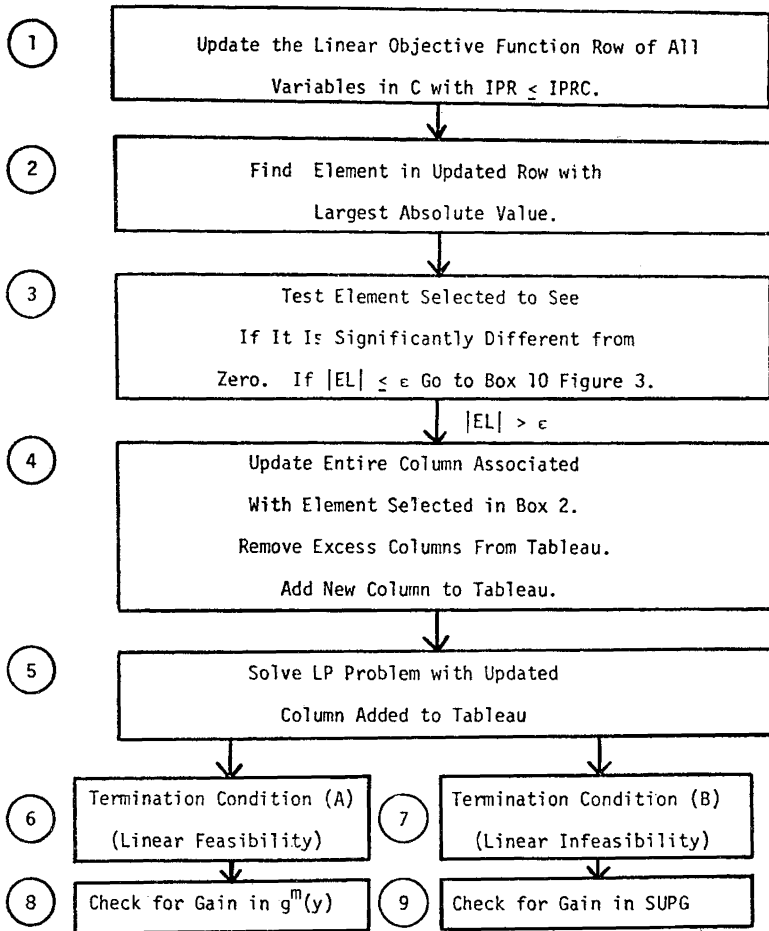 1
Update the Linear Objective Function Row of All
Variables in C with IPR ≤ IPRC.
2
Find Element in Updated Row with
Largest Absolute Value.
3
Test Element Selected to See
If It Is Significantly Different from
Zero. If |EL| ≤ ε Go to Box 10 Figure 3.
|EL| > ε
4
Update Entire Column Associated
With Element Selected in Box 2.
Remove Excess Columns From Tableau.
Add New Column to Tableau.
5
Solve LP Problem with Updated
Column Added to Tableau
6
Termination Condition (A)
(Linear Feasibility)
7
Termination Condition (B)
(Linear Infeasibility)
8
Check for Gain in g^m(y)
9
Check for Gain in SUPG